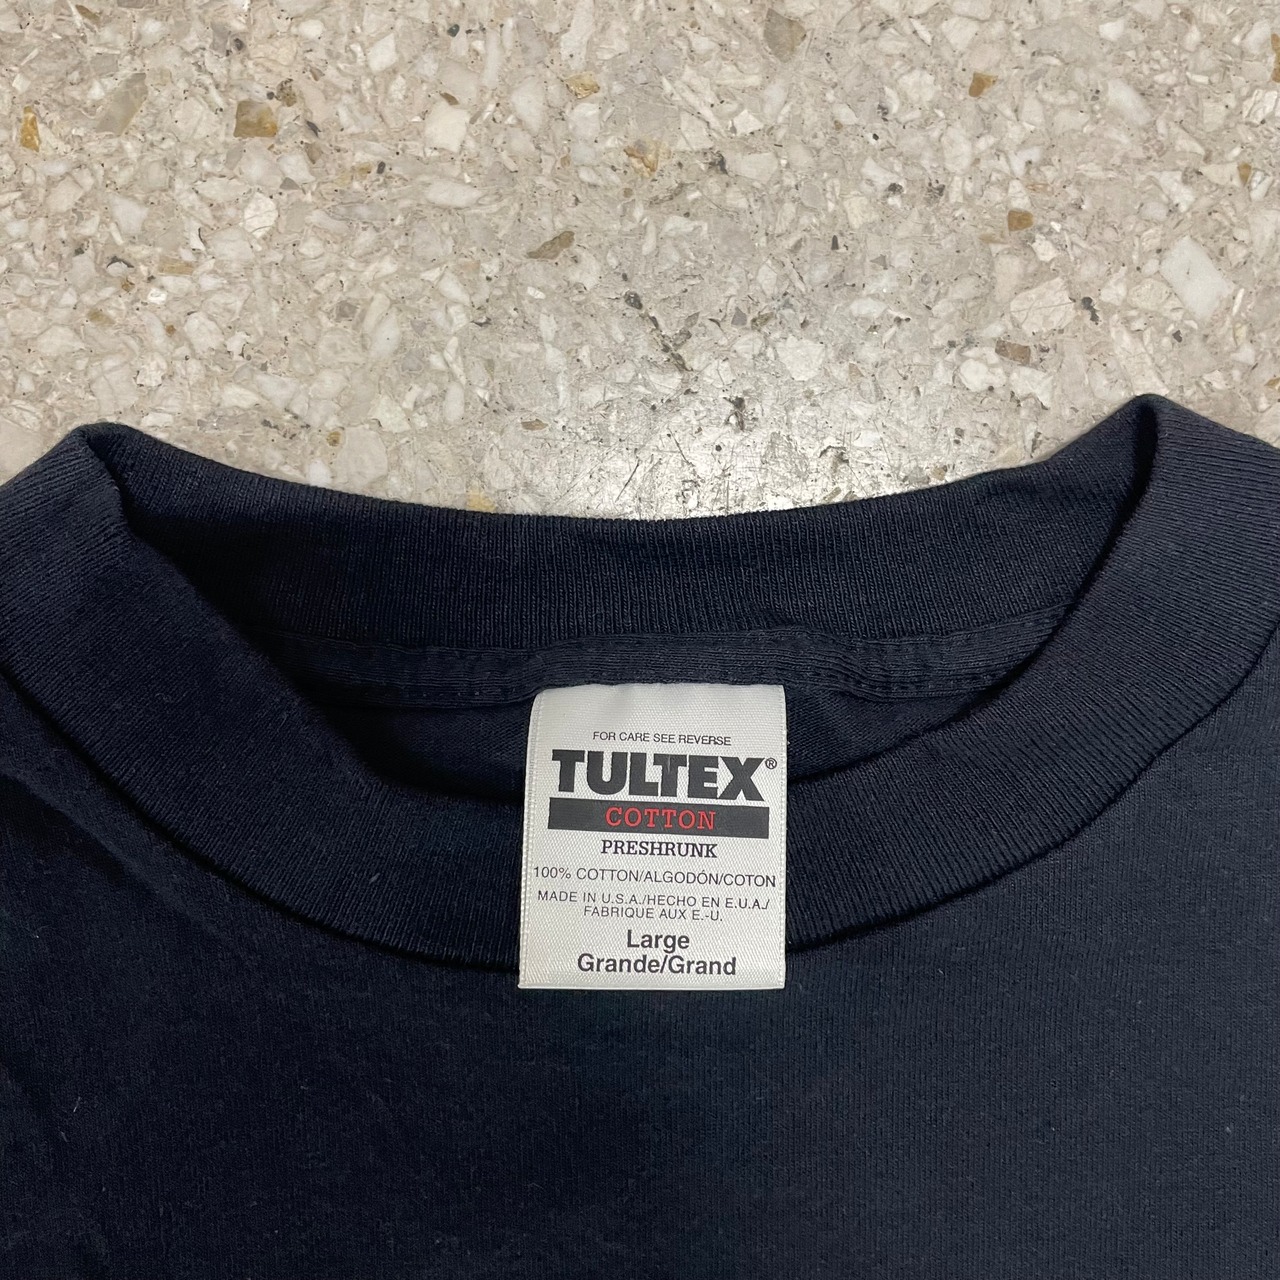 FOR CARE SEE REVERSE
TULTEX®
COTTON
PRESHRUNK
100% COTTON/ALGODÓN/COTON
MADE IN U.S.A./HECHO EN E.U.A./
FABRIQUE AUX E.-U.
Large
Grande/Grand